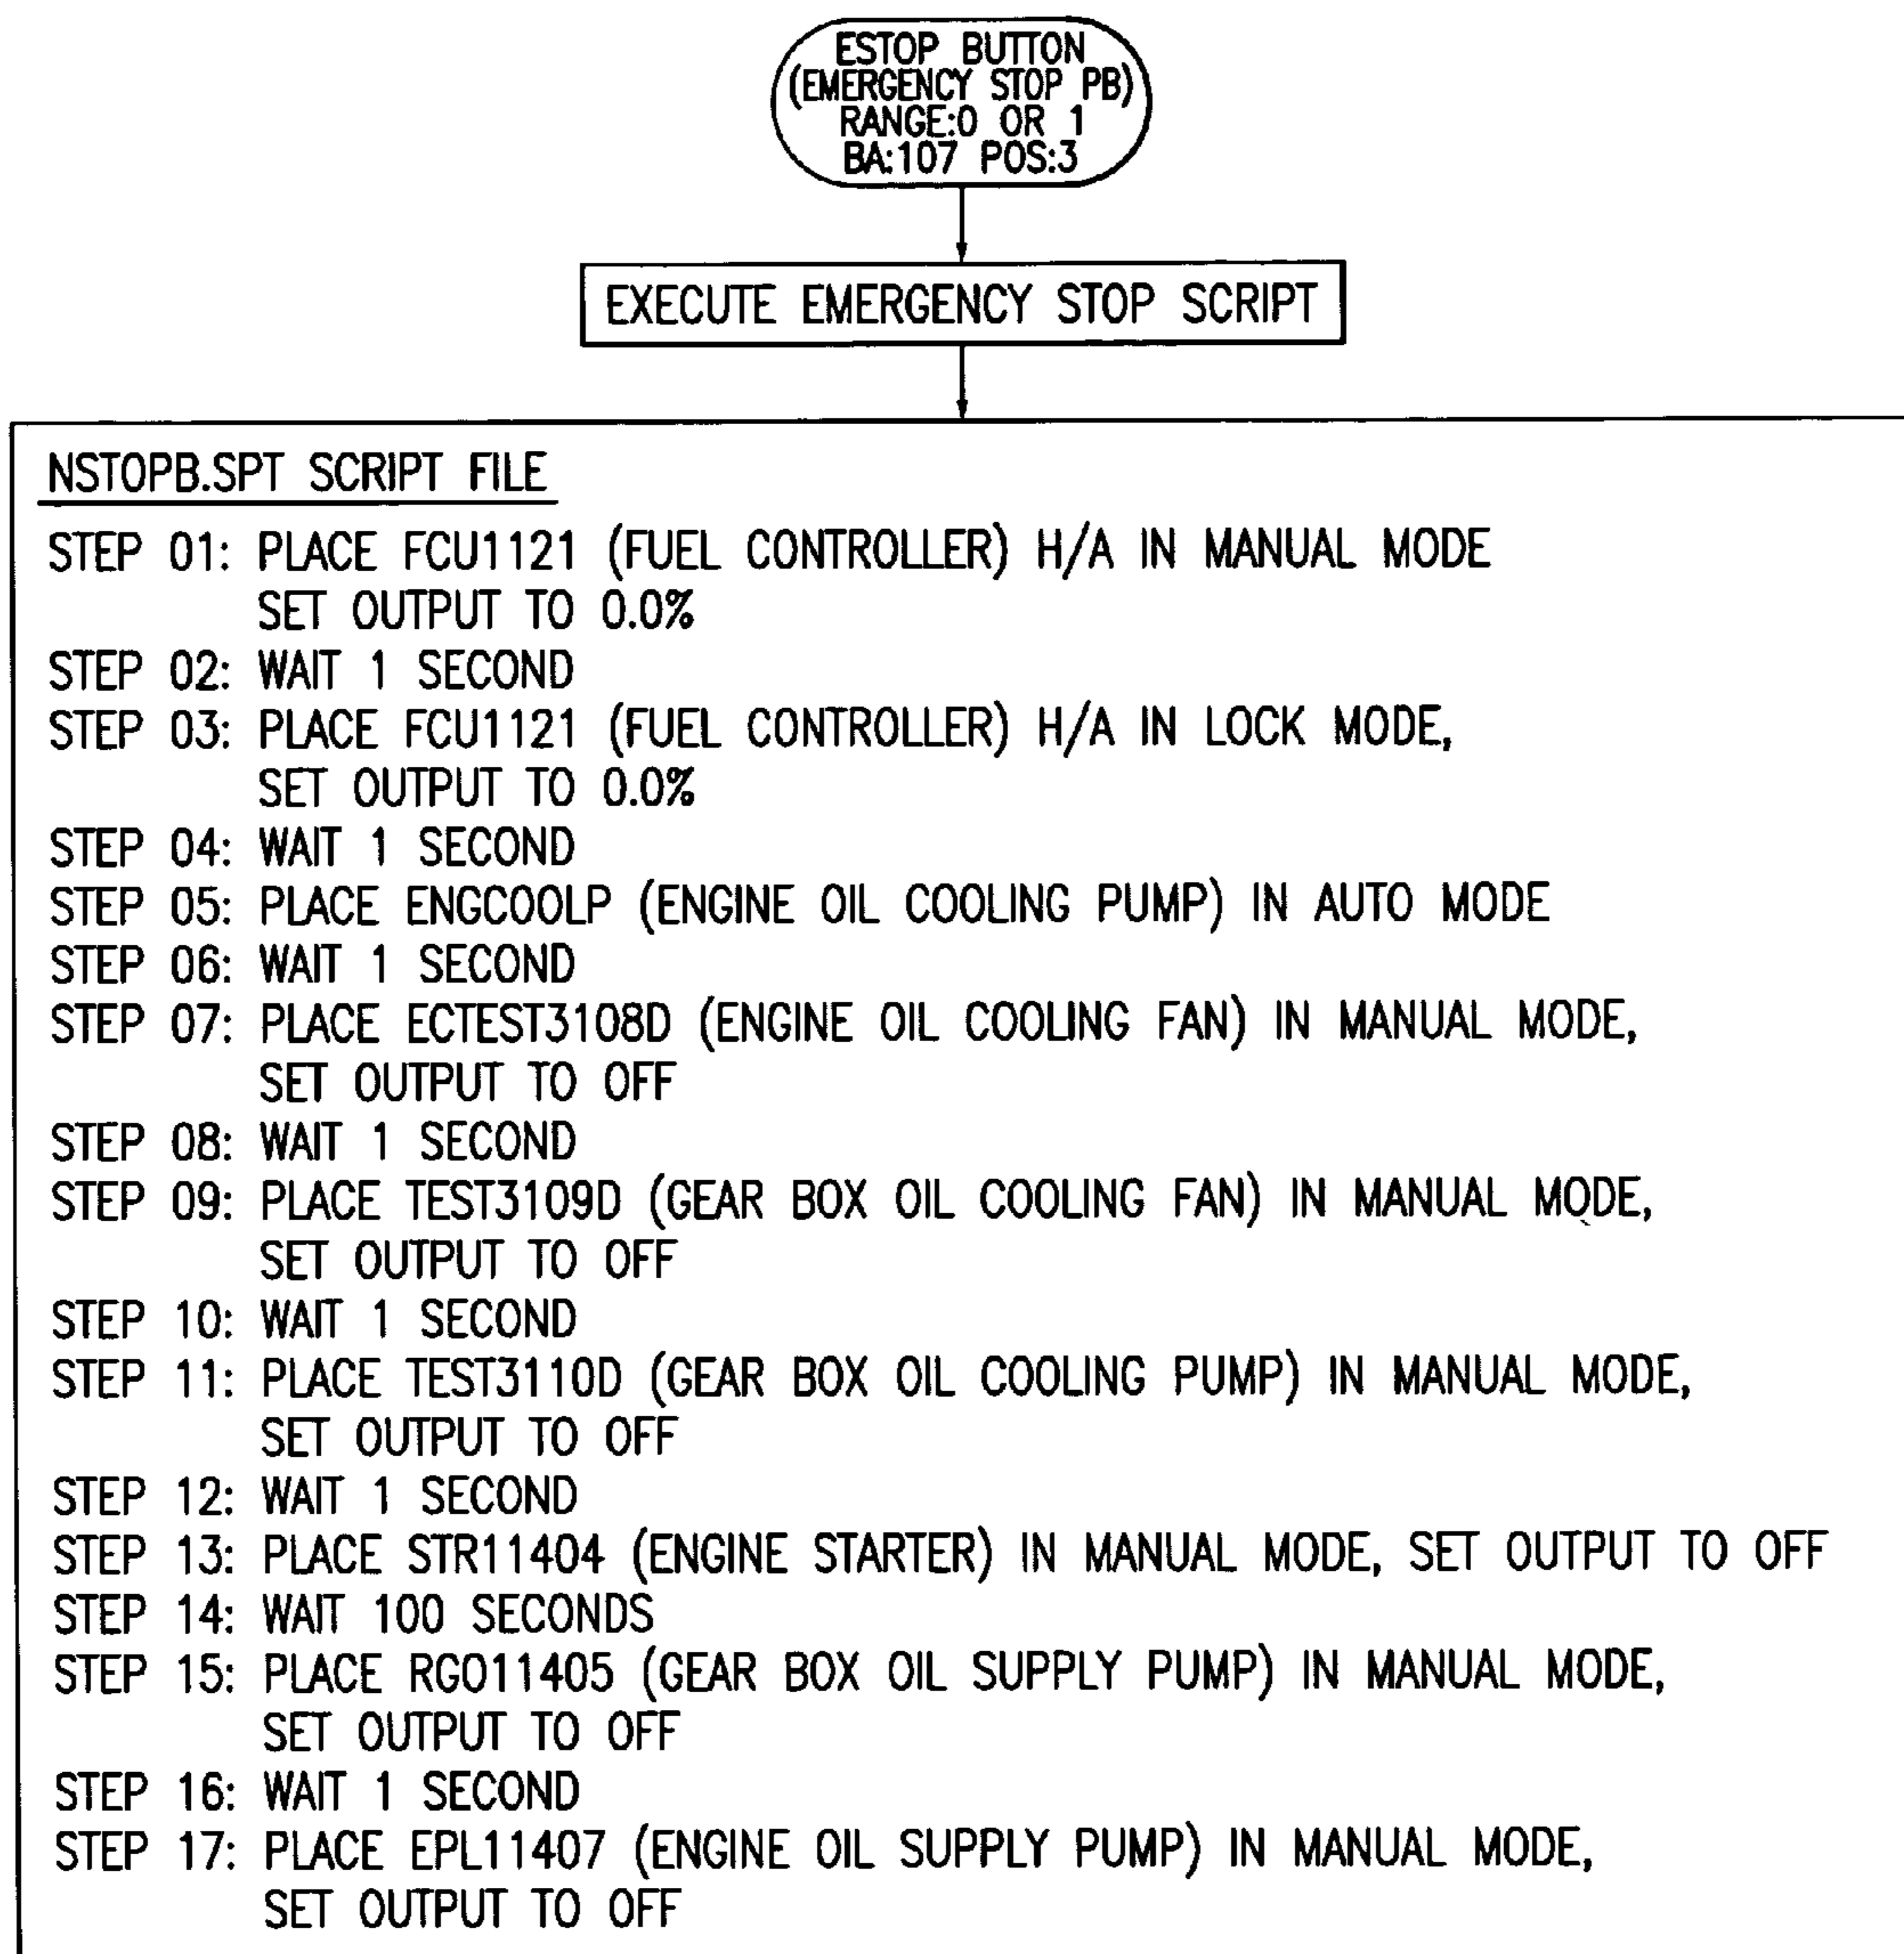 ESTOP BUTTON
(EMERGENCY STOP PB)
RANGE:0 OR 1
BA:107 POS:3
EXECUTE EMERGENCY STOP SCRIPT
NSTOPB.SPT SCRIPT FILE
STEP 01: PLACE FCU1121 (FUEL CONTROLLER) H/A IN MANUAL MODE
SET OUTPUT TO 0.0%
STEP 02: WAIT 1 SECOND
STEP 03: PLACE FCU1121 (FUEL CONTROLLER) H/A IN LOCK MODE,
SET OUTPUT TO 0.0%
STEP 04: WAIT 1 SECOND
STEP 05: PLACE ENGCOOLP (ENGINE OIL COOLING PUMP) IN AUTO MODE
STEP 06: WAIT 1 SECOND
STEP 07: PLACE ECTEST3108D (ENGINE OIL COOLING FAN) IN MANUAL MODE,
SET OUTPUT TO OFF
STEP 08: WAIT 1 SECOND
STEP 09: PLACE TEST3109D (GEAR BOX OIL COOLING FAN) IN MANUAL MODE,
SET OUTPUT TO OFF
STEP 10: WAIT 1 SECOND
STEP 11: PLACE TEST3110D (GEAR BOX OIL COOLING PUMP) IN MANUAL MODE,
SET OUTPUT TO OFF
STEP 12: WAIT 1 SECOND
STEP 13: PLACE STR11404 (ENGINE STARTER) IN MANUAL MODE, SET OUTPUT TO OFF
STEP 14: WAIT 100 SECONDS
STEP 15: PLACE RGO11405 (GEAR BOX OIL SUPPLY PUMP) IN MANUAL MODE,
SET OUTPUT TO OFF
STEP 16: WAIT 1 SECOND
STEP 17: PLACE EPL11407 (ENGINE OIL SUPPLY PUMP) IN MANUAL MODE,
SET OUTPUT TO OFF